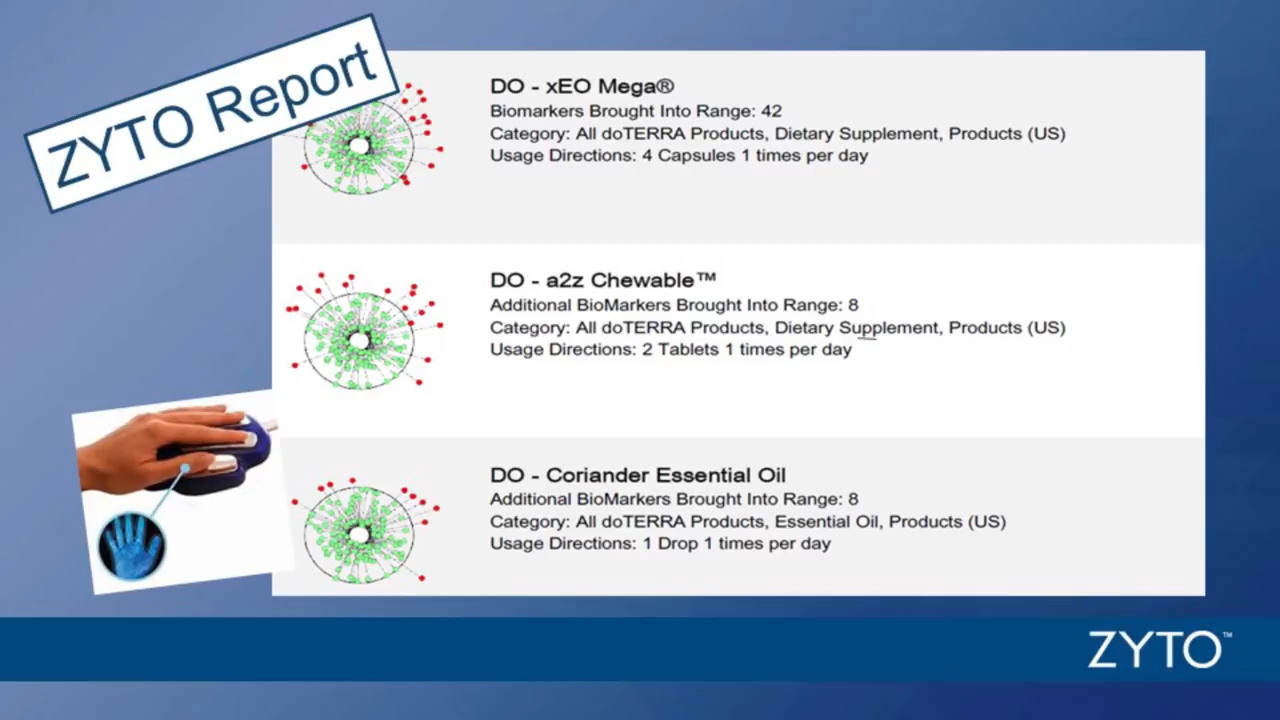 ZYTO Report
DO - xEO Mega®
Biomarkers Brought Into Range: 42
Category: All doTERRA Products, Dietary Supplement, Products (US)
Usage Directions: 4 Capsules 1 times per day
DO - a2z Chewable™
Additional BioMarkers Brought Into Range: 8
Category: All doTERRA Products, Dietary Supplement, Products (US)
Usage Directions: 2 Tablets 1 times per day
DO - Coriander Essential Oil
Additional BioMarkers Brought Into Range: 8
Category: All doTERRA Products, Essential Oil, Products (US)
Usage Directions: 1 Drop 1 times per day
ZYTO™